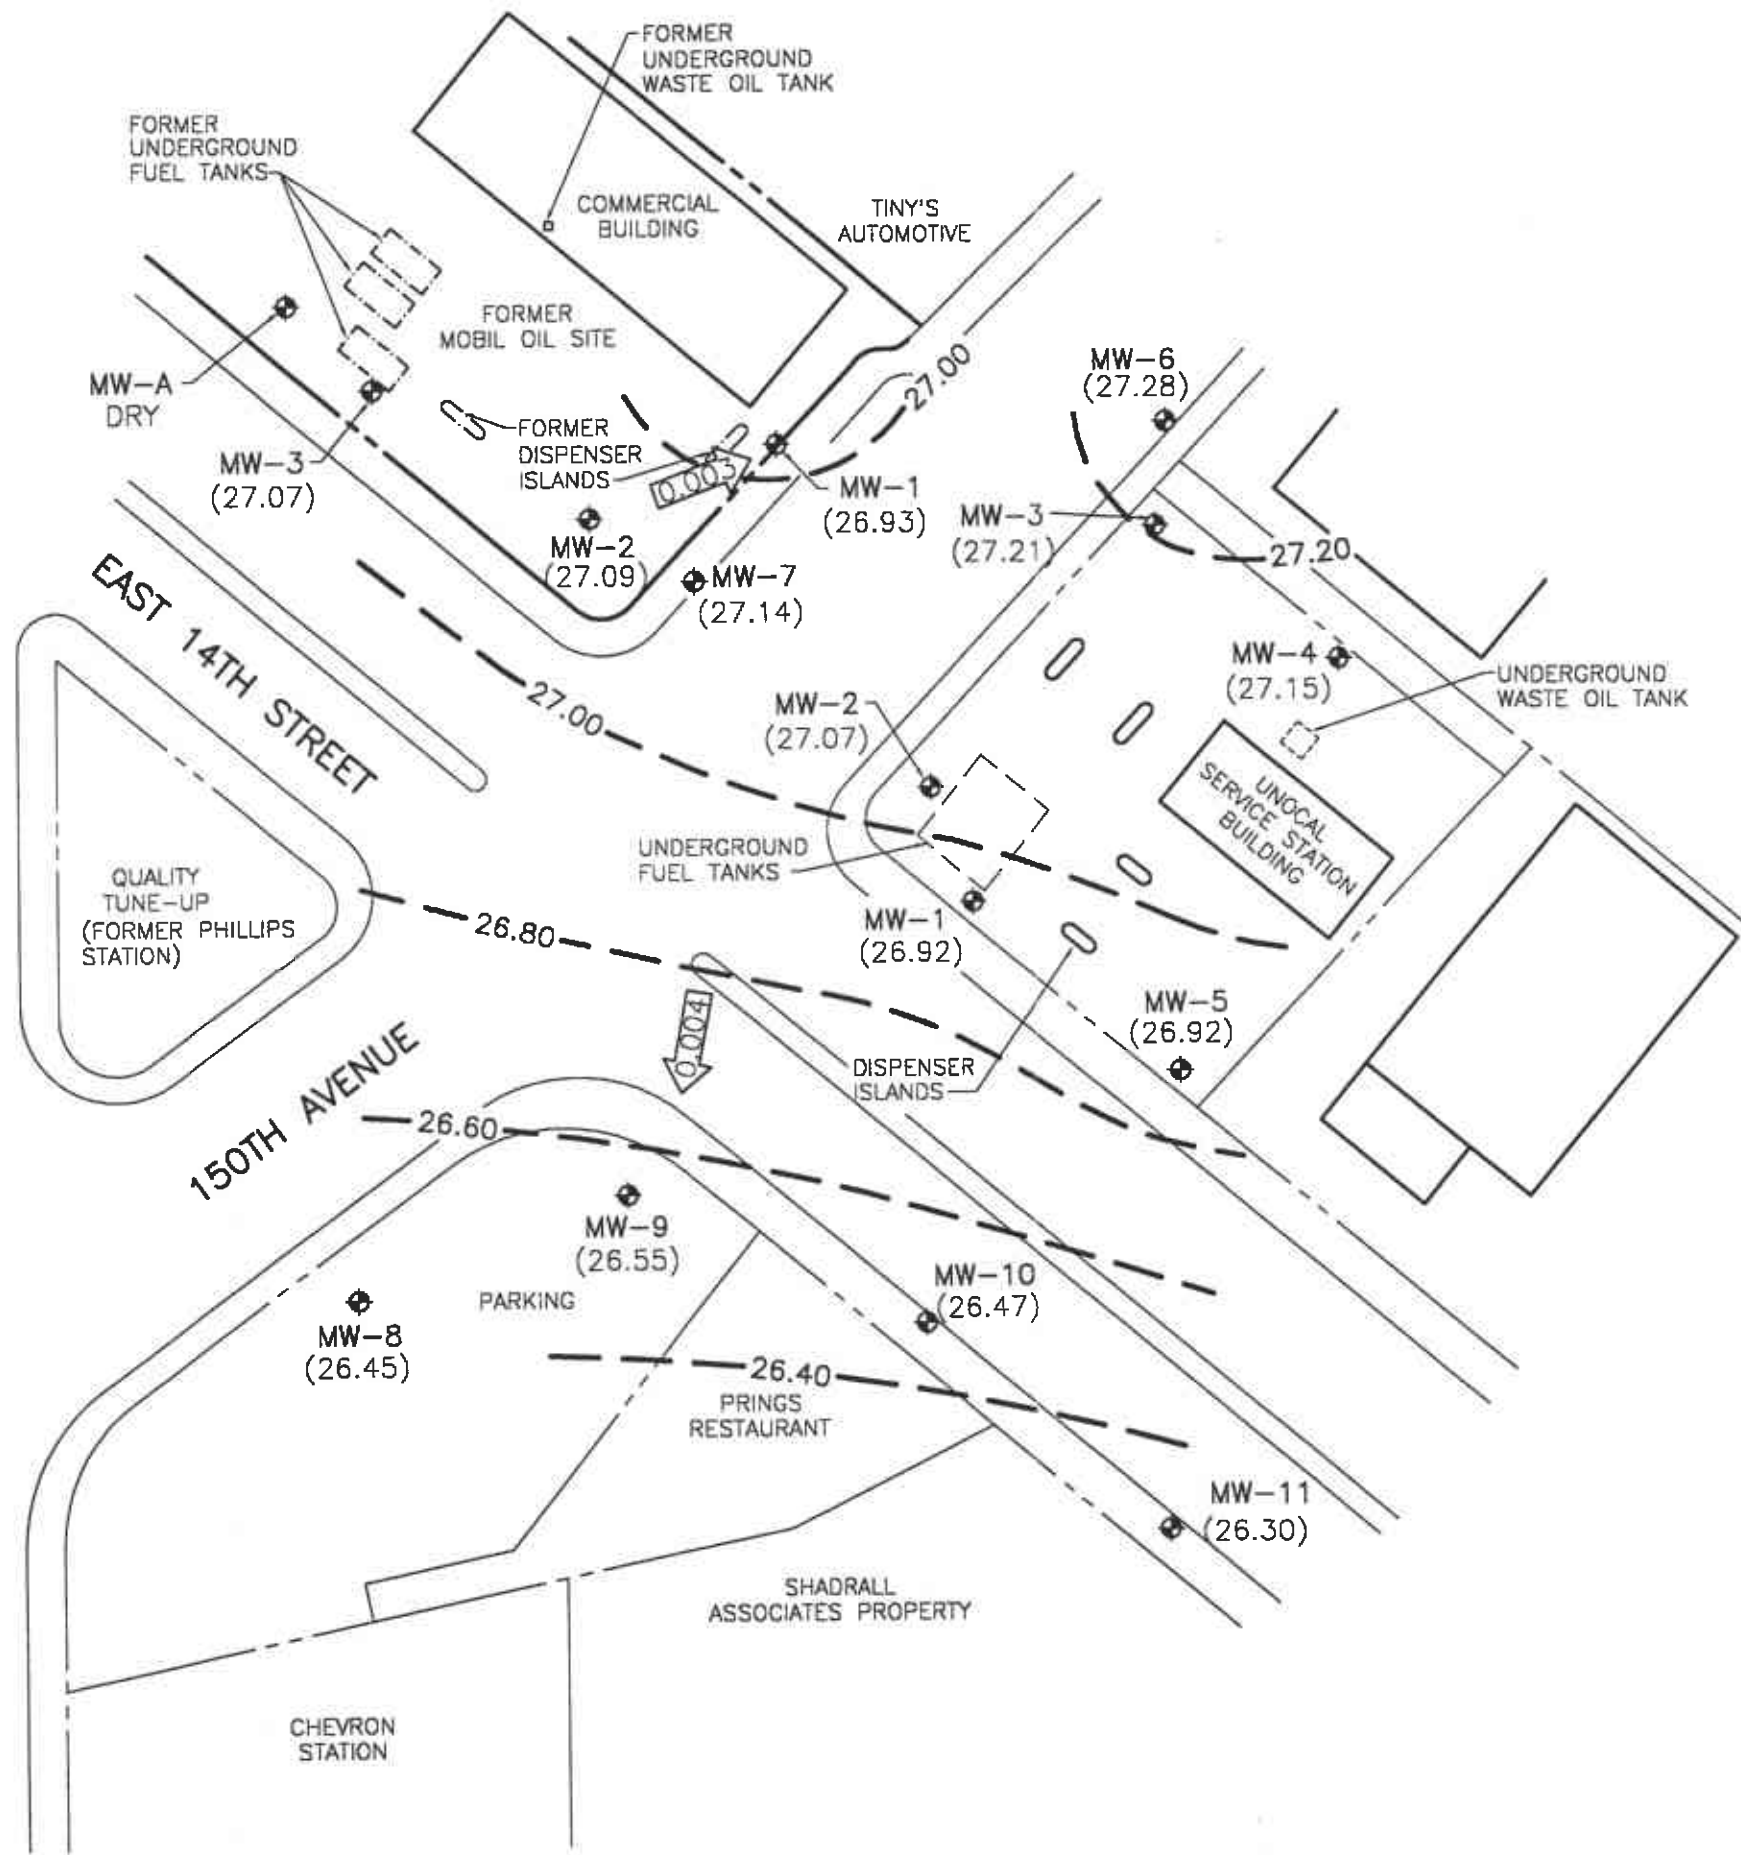 FORMER
UNDERGROUND
WASTE OIL TANK
FORMER
UNDERGROUND
FUEL TANKS
COMMERCIAL
BUILDING
TINY'S
AUTOMOTIVE
FORMER
MOBIL OIL SITE
MW-A
DRY
MW-3
(27.07)
FORMER
DISPENSER
ISLANDS
0.003
27.00
MW-1
(26.93)
MW-2
(27.09)
MW-7
(27.14)
MW-6
(27.28)
MW-3
(27.21)
27.20
MW-4
(27.15)
UNDERGROUND
WASTE OIL TANK
EAST 14TH STREET
27.00
MW-2
(27.07)
UNOCAL
SERVICE STATION
BUILDING
UNDERGROUND
FUEL TANKS
QUALITY
TUNE-UP
(FORMER PHILLIPS
STATION)
26.80
MW-1
(26.92)
MW-5
(26.92)
0.004
DISPENSER
ISLANDS
150TH AVENUE
26.60
MW-9
(26.55)
MW-10
(26.47)
PARKING
MW-8
(26.45)
26.40
PRINGS
RESTAURANT
MW-11
(26.30)
SHADRALL
ASSOCIATES PROPERTY
CHEVRON
STATION